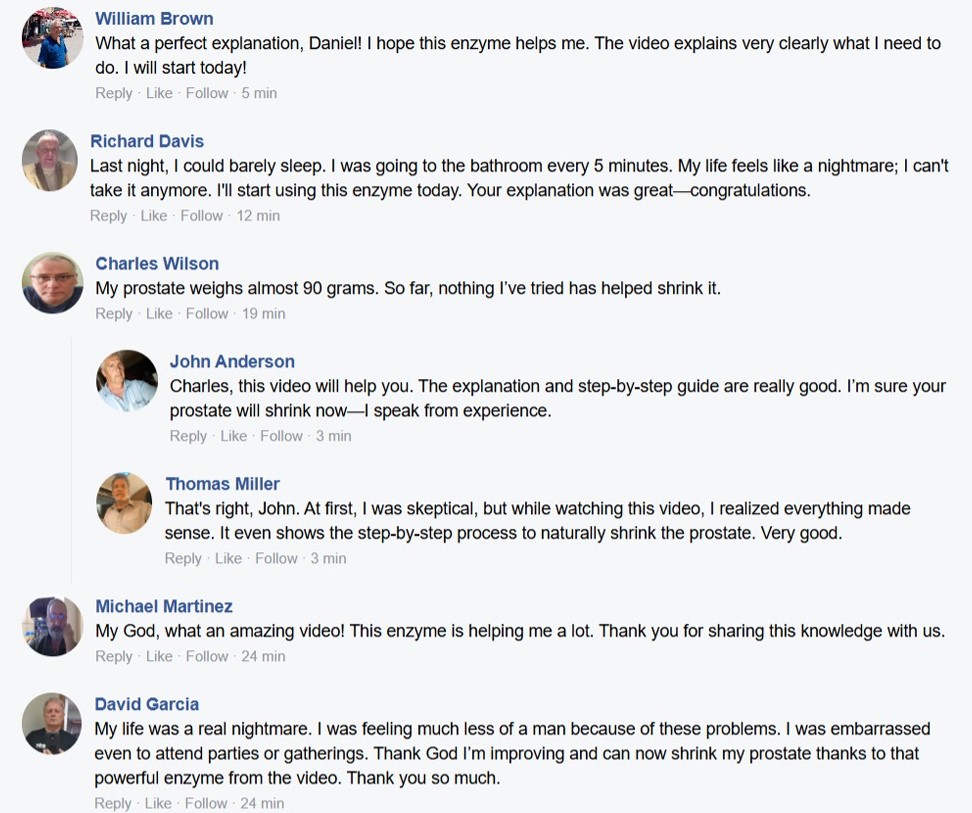 William Brown
What a perfect explanation, Daniel! I hope this enzyme helps me. The video explains very clearly what I need to
do. I will start today!
Reply · Like · Follow · 5 min
Richard Davis
Last night, I could barely sleep. I was going to the bathroom every 5 minutes. My life feels like a nightmare; I can't
take it anymore. I'll start using this enzyme today. Your explanation was great—congratulations.
Reply · Like · Follow · 12 min
Charles Wilson
My prostate weighs almost 90 grams. So far, nothing I’ve tried has helped shrink it.
Reply · Like · Follow · 19 min
John Anderson
Charles, this video will help you. The explanation and step-by-step guide are really good. I’m sure your
prostate will shrink now—I speak from experience.
Reply · Like · Follow · 3 min
Thomas Miller
That's right, John. At first, I was skeptical, but while watching this video, I realized everything made
sense. It even shows the step-by-step process to naturally shrink the prostate. Very good.
Reply · Like · Follow · 3 min
Michael Martinez
My God, what an amazing video! This enzyme is helping me a lot. Thank you for sharing this knowledge with us.
Reply · Like · Follow · 24 min
David Garcia
My life was a real nightmare. I was feeling much less of a man because of these problems. I was embarrassed
even to attend parties or gatherings. Thank God I’m improving and can now shrink my prostate thanks to that
powerful enzyme from the video. Thank you so much.
Reply · Like · Follow · 24 min